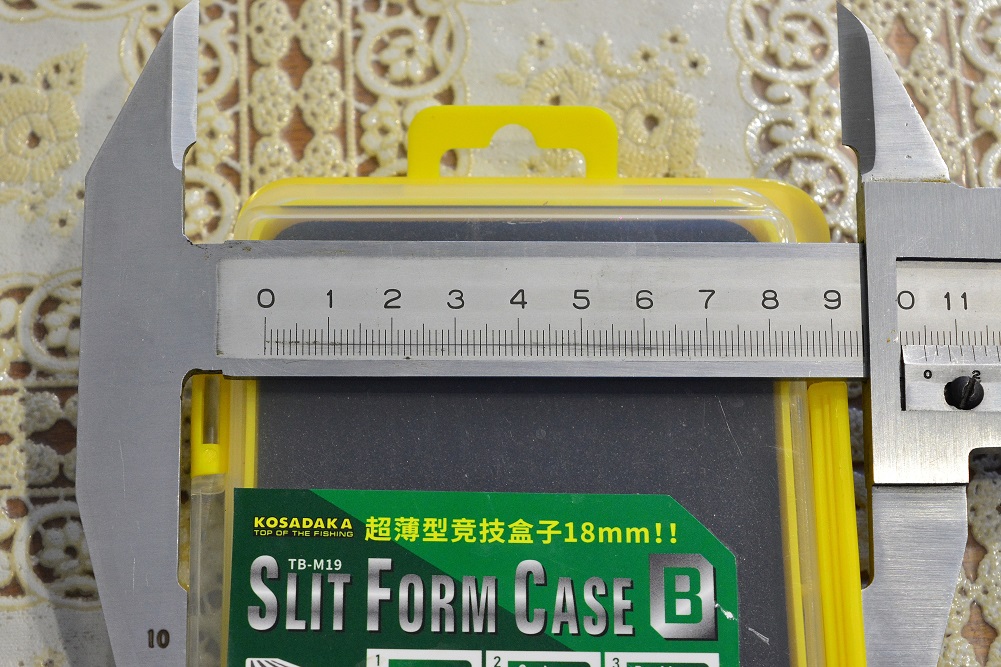 0 1 2 3 4 5 6 7 8 9 0 11
0 2
KOSADAKA
TOP OF THE FISHING
超薄型竞技盒子18mm!!
TB-M19
SLIT FORM CASE B
10
1 2 3